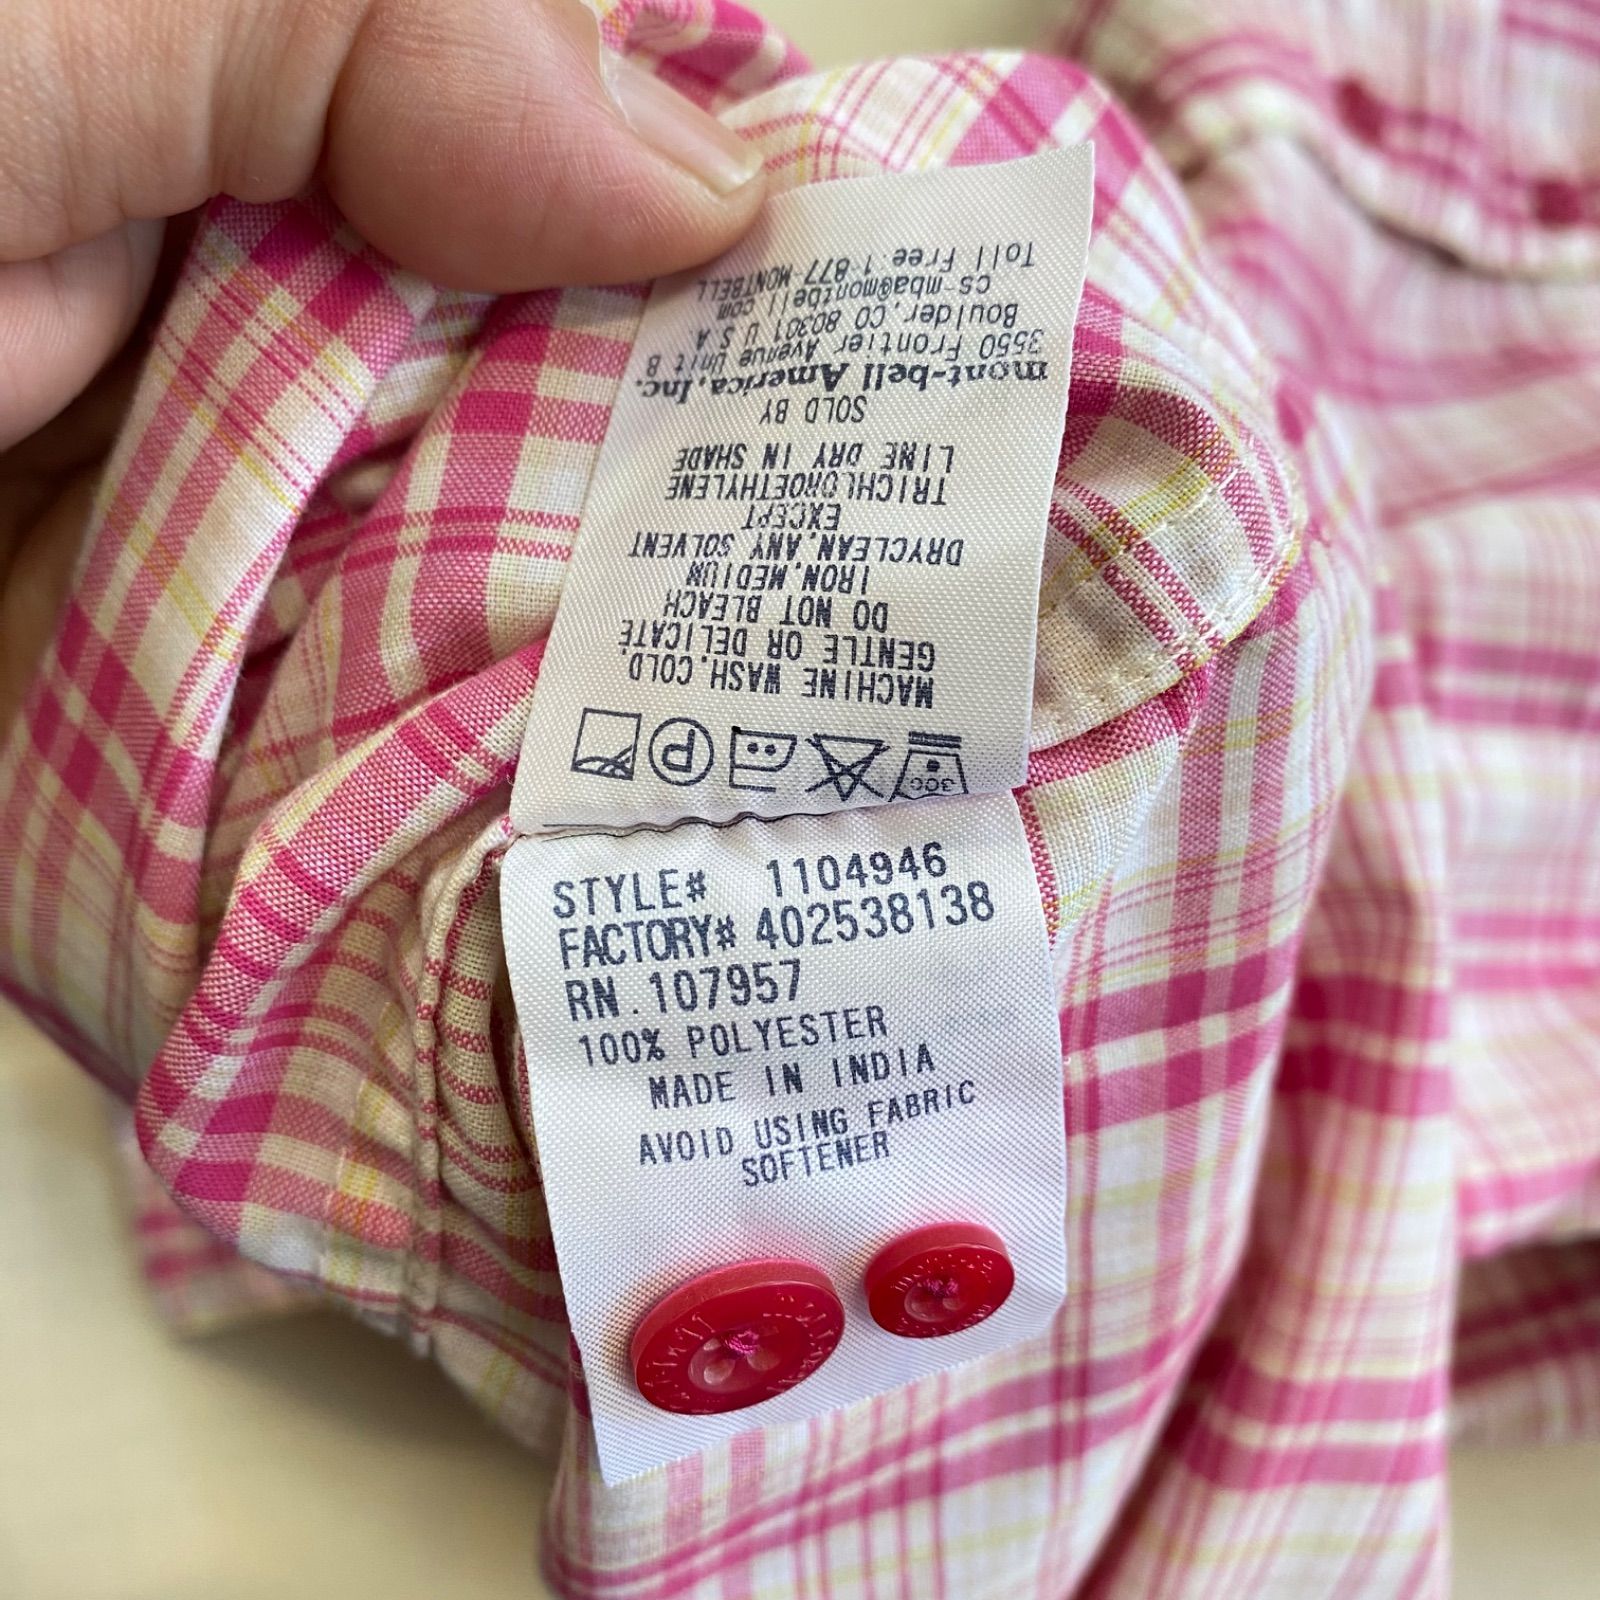 30C
P
MACHINE WASH.COLD
GENTLE OR DELICATE
DO NOT BLEACH
IRON.MEDIUM
DRYCLEAN.ANY SOLVENT
EXCEPT
TRICHLOROETHYLENE
LINE DRY IN SHADE
SOLD BY
mont-bell America,Inc.
3550 Frontier Avenue Unit B
Boulder, CO 80301 U S A.
cs mba@montbell com
Toll Free 1-877-MONTBELL
STYLE# 1104946
FACTORY# 402538138
RN.107957
100% POLYESTER
MADE IN INDIA
AVOID USING FABRIC
SOFTENER